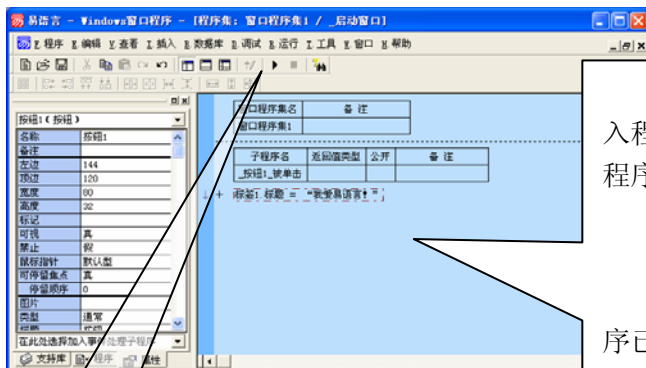 易语言 - Windows窗口程序 - [程序集: 窗口程序集1 / _启动窗口]
F.程序 E.编辑 V.查看 I.插入 B.数据库 D.调试 R.运行 T.工具 W.窗口 H.帮助
按钮1(按钮)
名称 按钮1
备注
左边 144
顶边 120
宽度 80
高度 32
标记
可视 真
禁止 假
鼠标指针 默认型
可停留焦点 真
停留顺序 0
图片
类型 通常
标题 按钮
在此处选择加入事件处理子程序
支持库 程序 属性
窗口程序集名 备 注
窗口程序集1
子程序名 返回值类型 公开 备 注
_按钮1_被单击
标签1.标题 = “我爱易语言!”
入程
程序
序已